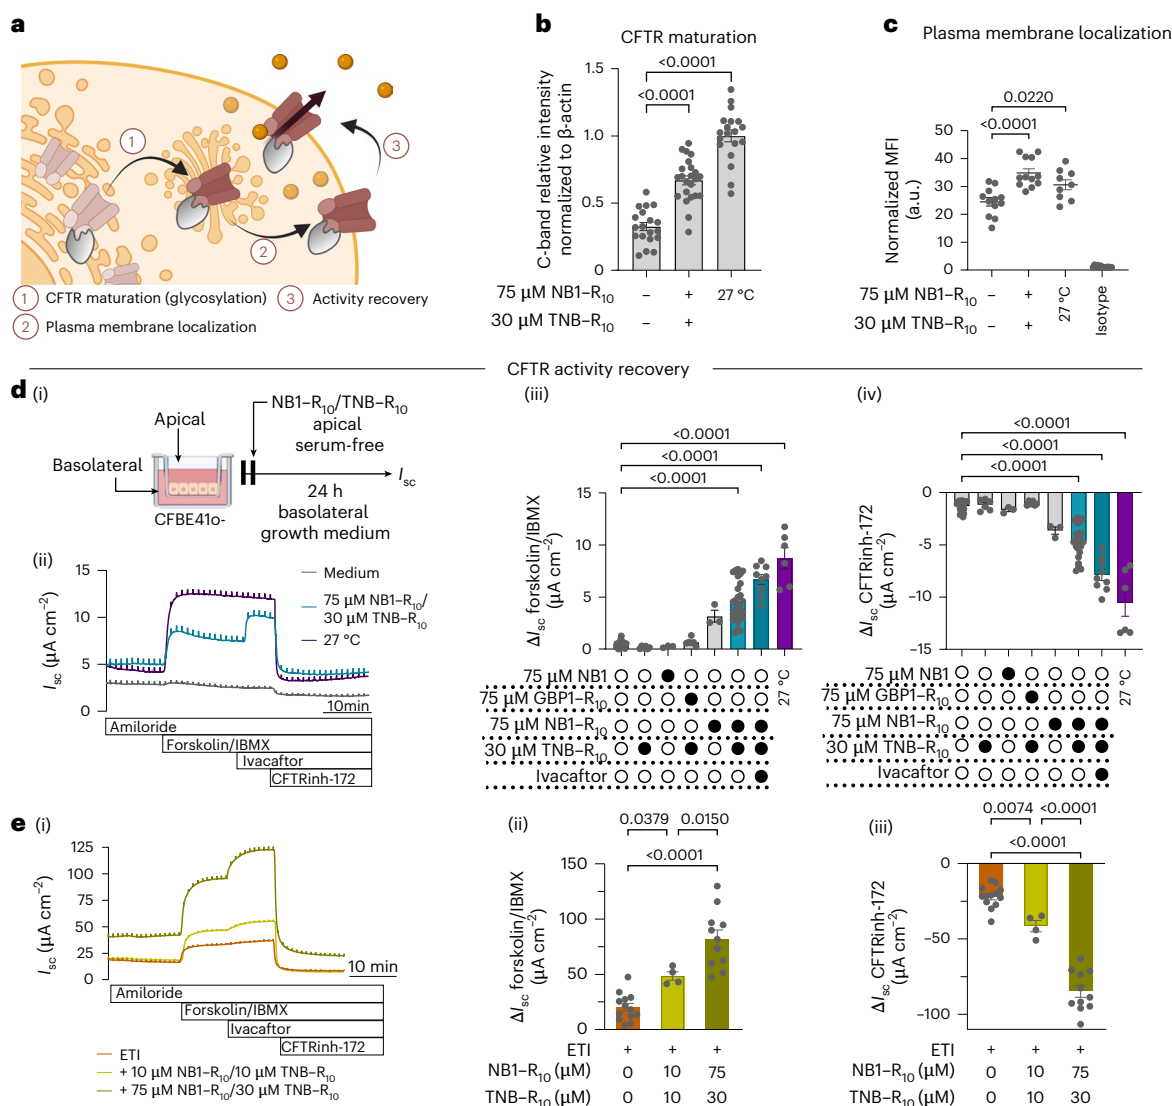 a
1
2
3
1 CFTR maturation (glycosylation)
3 Activity recovery
2 Plasma membrane localization
b
CFTR maturation
<0.0001
<0.0001
C-band relative intensity
normalized to β-actin
1.5
1.0
0.5
0
75 μM NB1–R10 – + 27 °C
30 μM TNB–R10 – +
c
Plasma membrane localization
0.0220
<0.0001
Normalized MFI
(a.u.)
50
40
30
20
10
0
75 μM NB1–R10 – + 27 °C Isotype
30 μM TNB–R10 – +
CFTR activity recovery
d (i)
NB1–R10/TNB–R10
apical
serum-free
Apical
Basolateral
CFBE41o-
24 h
basolateral
growth medium
Isc
(ii)
Isc (μA cm−2)
15
10
5
0
Medium
75 μM NB1–R10/
30 μM TNB–R10
27 °C
10min
Amiloride
Forskolin/IBMX
Ivacaftor
CFTRinh-172
(iii)
<0.0001
<0.0001
<0.0001
ΔIsc forskolin/IBMX
(μA cm−2)
15
10
5
0
75 μM NB1
75 μM GBP1–R10
75 μM NB1–R10
30 μM TNB–R10
Ivacaftor
27 °C
(iv)
<0.0001
<0.0001
<0.0001
ΔIsc CFTRinh-172
(μA cm−2)
0
−5
−10
−15
75 μM NB1
75 μM GBP1–R10
75 μM NB1–R10
30 μM TNB–R10
Ivacaftor
27 °C
e (i)
Isc (μA cm−2)
125
100
75
50
25
0
10 min
Amiloride
Forskolin/IBMX
Ivacaftor
CFTRinh-172
ETI
+ 10 μM NB1–R10/10 μM TNB–R10
+ 75 μM NB1–R10/30 μM TNB–R10
(ii)
0.0379 0.0150
<0.0001
ΔIsc forskolin/IBMX
(μA cm−2)
150
100
50
0
ETI + + +
NB1–R10 (μM) 0 10 75
TNB–R10 (μM) 0 10 30
(iii)
0.0074 <0.0001
<0.0001
ΔIsc CFTRinh-172
(μA cm−2)
0
−50
−100
ETI + + +
NB1–R10 (μM) 0 10 75
TNB–R10 (μM) 0 10 30